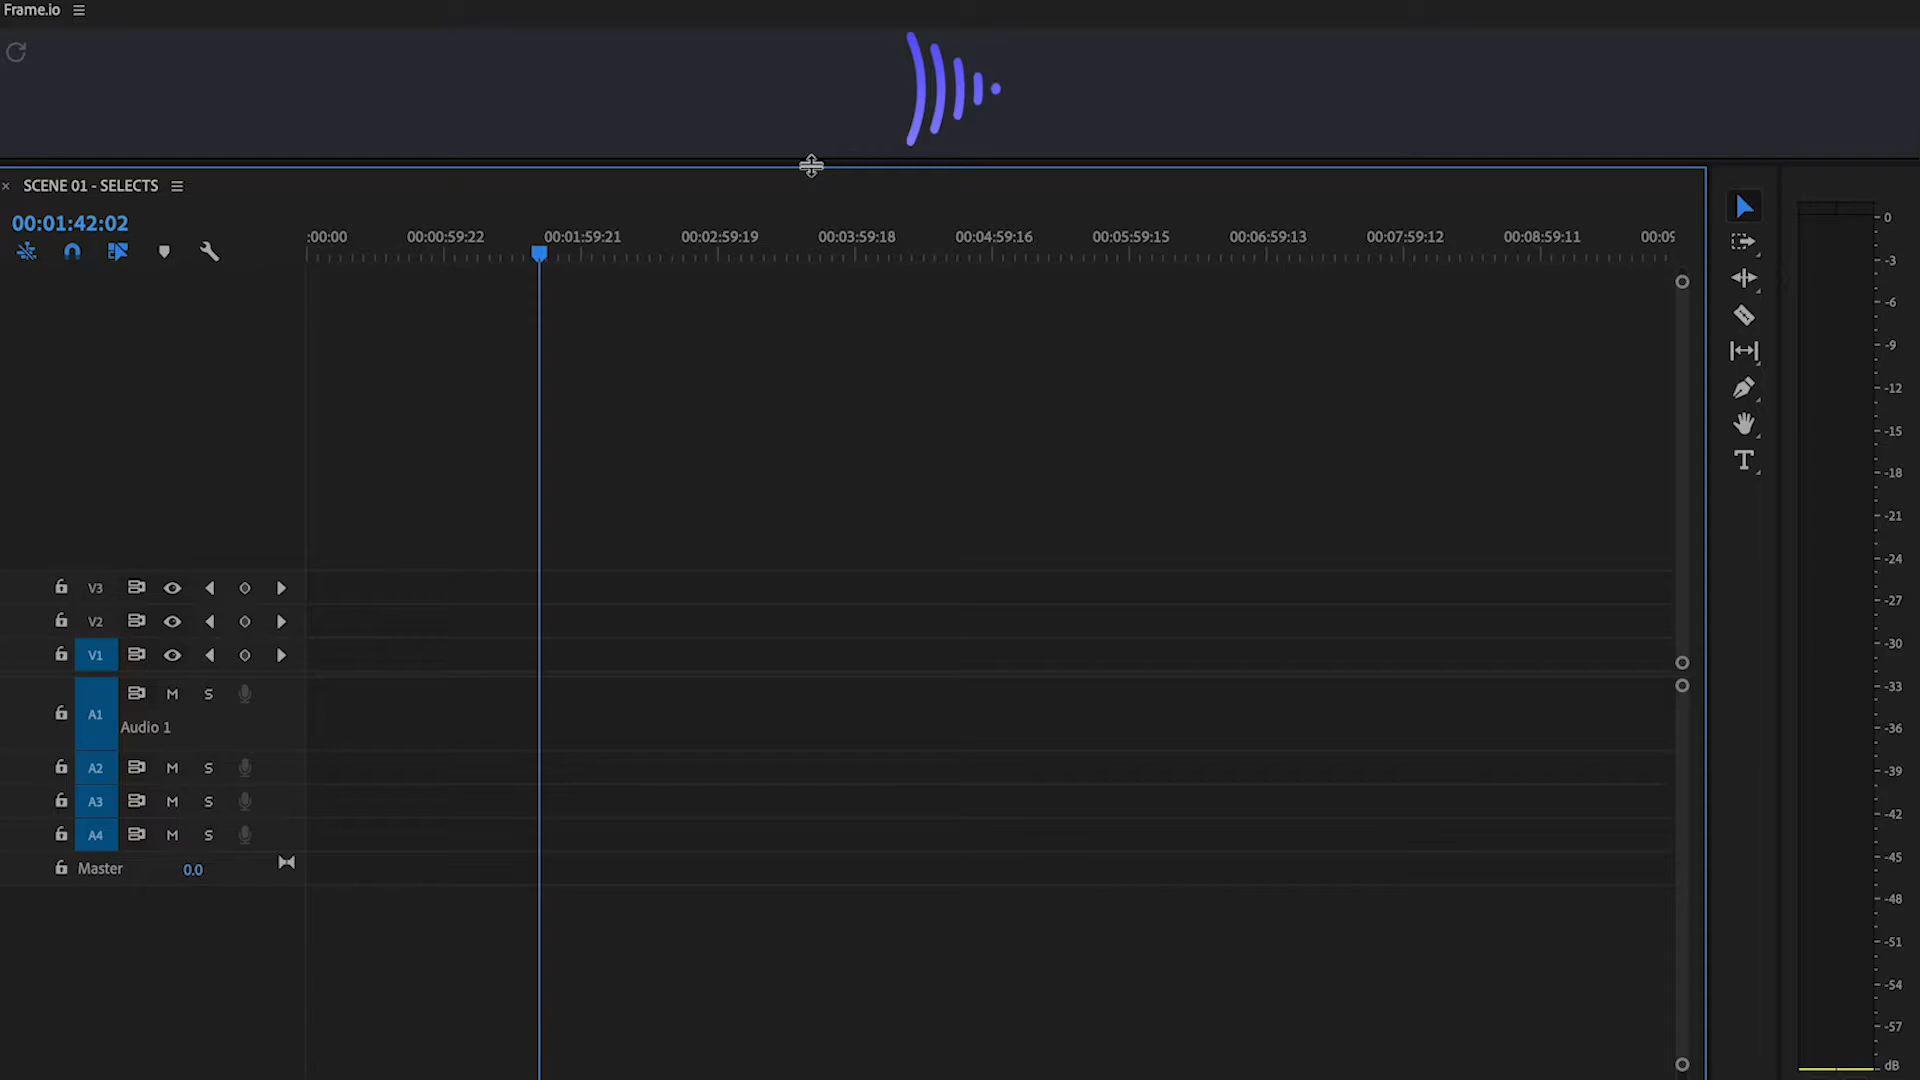 Frame.io
SCENE 01 - SELECTS
00:01:42:02
:00:00 00:00:59:22 00:01:59:21 00:02:59:19 00:03:59:18 00:04:59:16 00:05:59:15 00:06:59:13 00:07:59:12 00:08:59:11 00:09
V3
V2
V1
A1 M S
Audio 1
A2 M S
A3 M S
A4 M S
Master 0.0
0
-3
-6
-9
-12
-15
-18
-21
-24
-27
-30
-33
-36
-39
-42
-45
-48
-51
-54
-57
dB